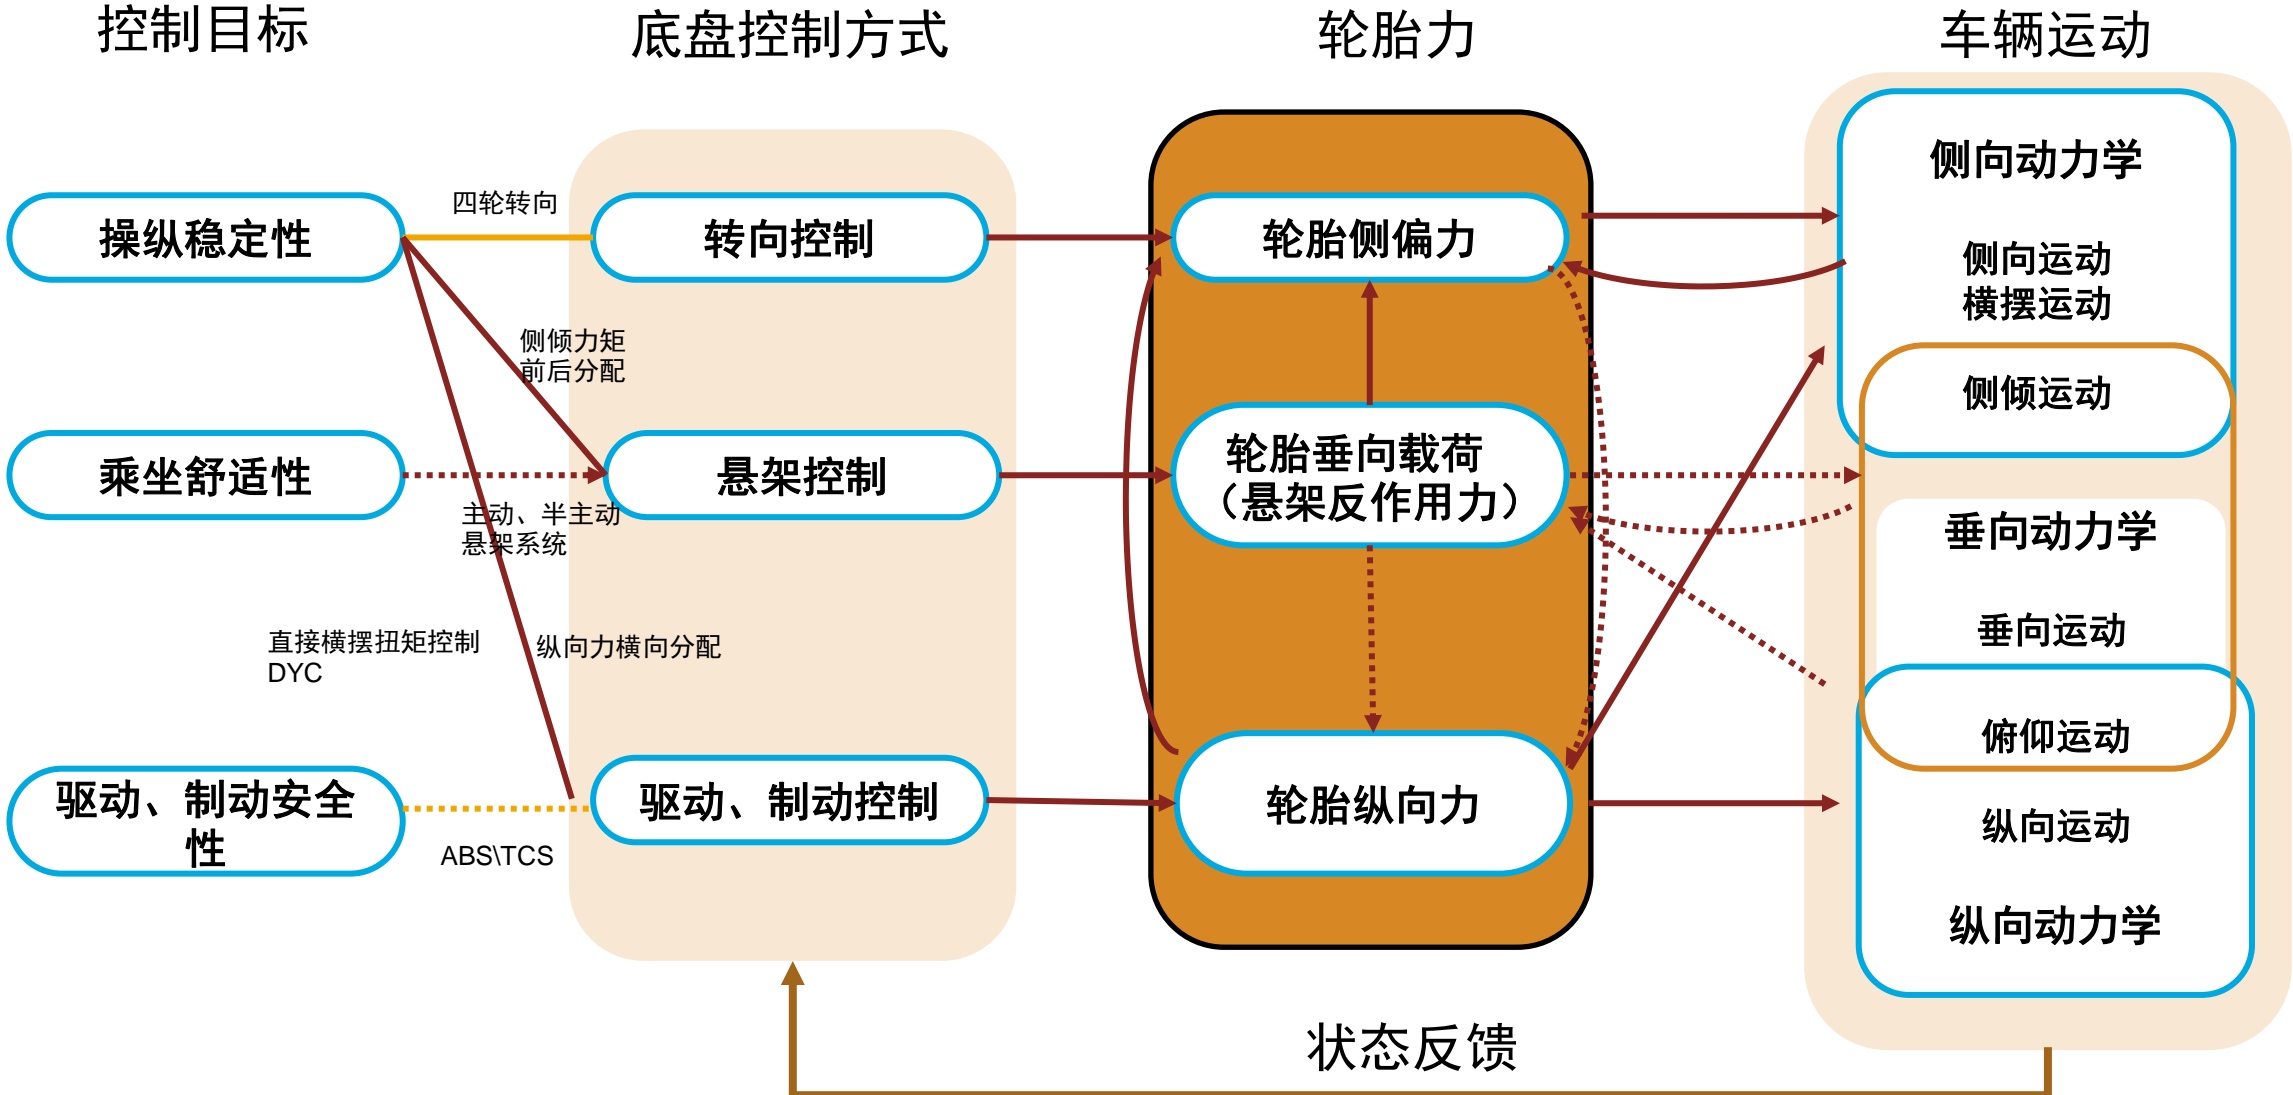 控制目标
底盘控制方式
轮胎力
车辆运动
操纵稳定性
四轮转向
转向控制
轮胎侧偏力
侧向动力学
侧向运动
横摆运动
侧倾运动
侧倾力矩
前后分配
乘坐舒适性
悬架控制
轮胎垂向载荷
（悬架反作用力）
主动、半主动
悬架系统
垂向动力学
垂向运动
直接横摆扭矩控制
DYC
纵向力横向分配
俯仰运动
驱动、制动安全
性
ABS\TCS
驱动、制动控制
轮胎纵向力
纵向运动
纵向动力学
状态反馈